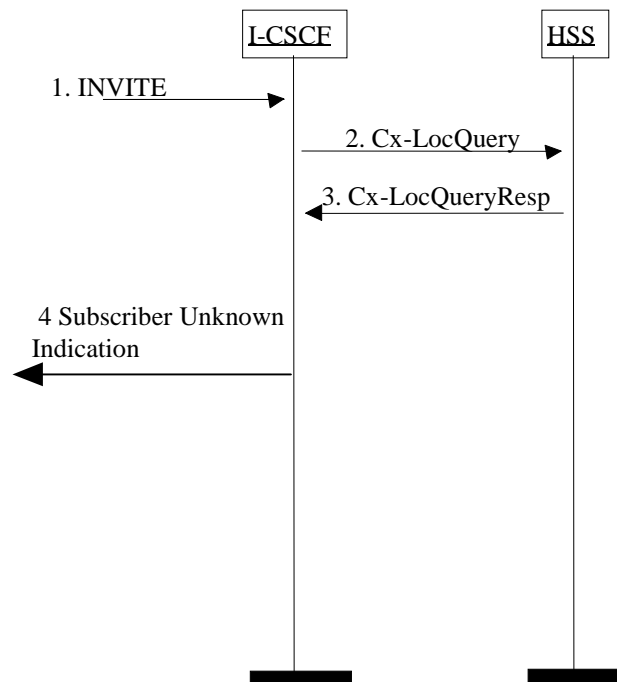 I-CSCF
HSS
1. INVITE
2. Cx-LocQuery
3. Cx-LocQueryResp
4 Subscriber Unknown
Indication